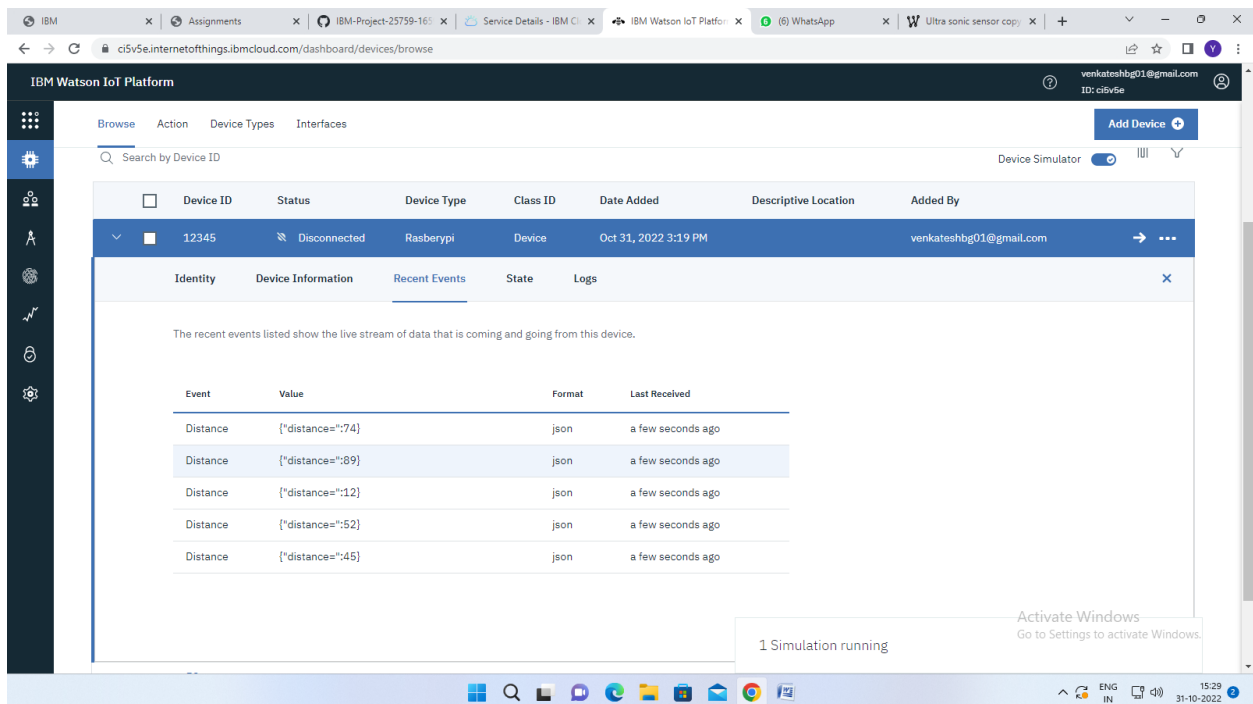 IBM
Assignments
IBM-Project-25759-165
Service Details - IBM Cl
IBM Watson IoT Platfor
(6) WhatsApp
Ultra sonic sensor copy
ci5v5e.internetofthings.ibmcloud.com/dashboard/devices/browse
Y
IBM Watson IoT Platform
venkateshbg01@gmail.com
ID: ci5v5e
Browse Action Device Types Interfaces
Add Device
Search by Device ID
Device Simulator
Device ID Status Device Type Class ID Date Added Descriptive Location Added By
12345 Disconnected Rasberypi Device Oct 31, 2022 3:19 PM venkateshbg01@gmail.com
Identity Device Information Recent Events State Logs
The recent events listed show the live stream of data that is coming and going from this device.
Event Value Format Last Received
Distance {"distance=":74} json a few seconds ago
Distance {"distance=":89} json a few seconds ago
Distance {"distance=":12} json a few seconds ago
Distance {"distance=":52} json a few seconds ago
Distance {"distance=":45} json a few seconds ago
Activate Windows
Go to Settings to activate Windows.
1 Simulation running
ENG
IN
15:29
31-10-2022
2